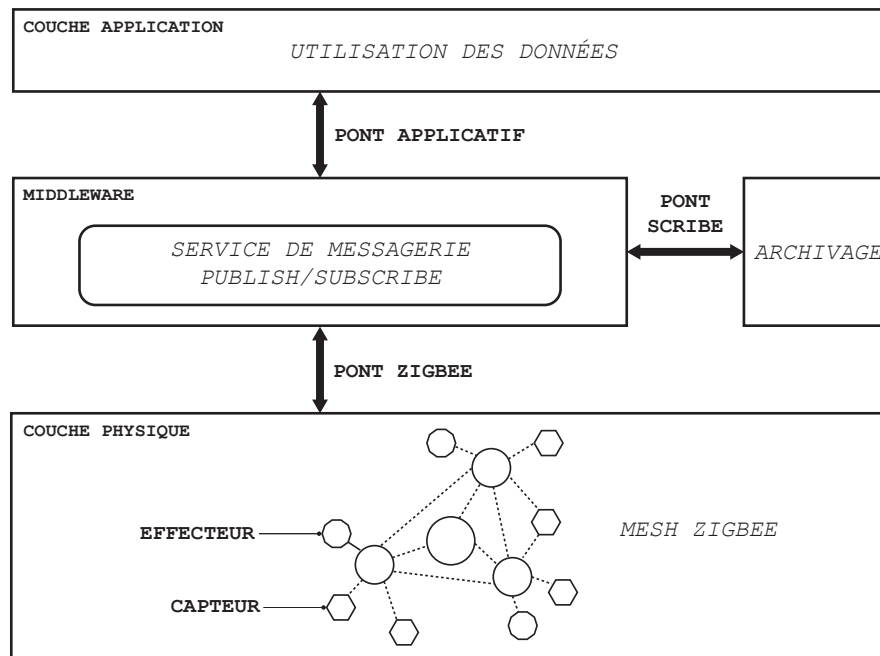 COUCHE APPLICATION
UTILISATION DES DONNÉES
PONT APPLICATIF
MIDDLEWARE
SERVICE DE MESSAGERIE
PUBLISH/SUBSCRIBE
PONT
SCRIBE
ARCHIVAGE
PONT ZIGBEE
COUCHE PHYSIQUE
EFFECTEUR
MESH ZIGBEE
CAPTEUR